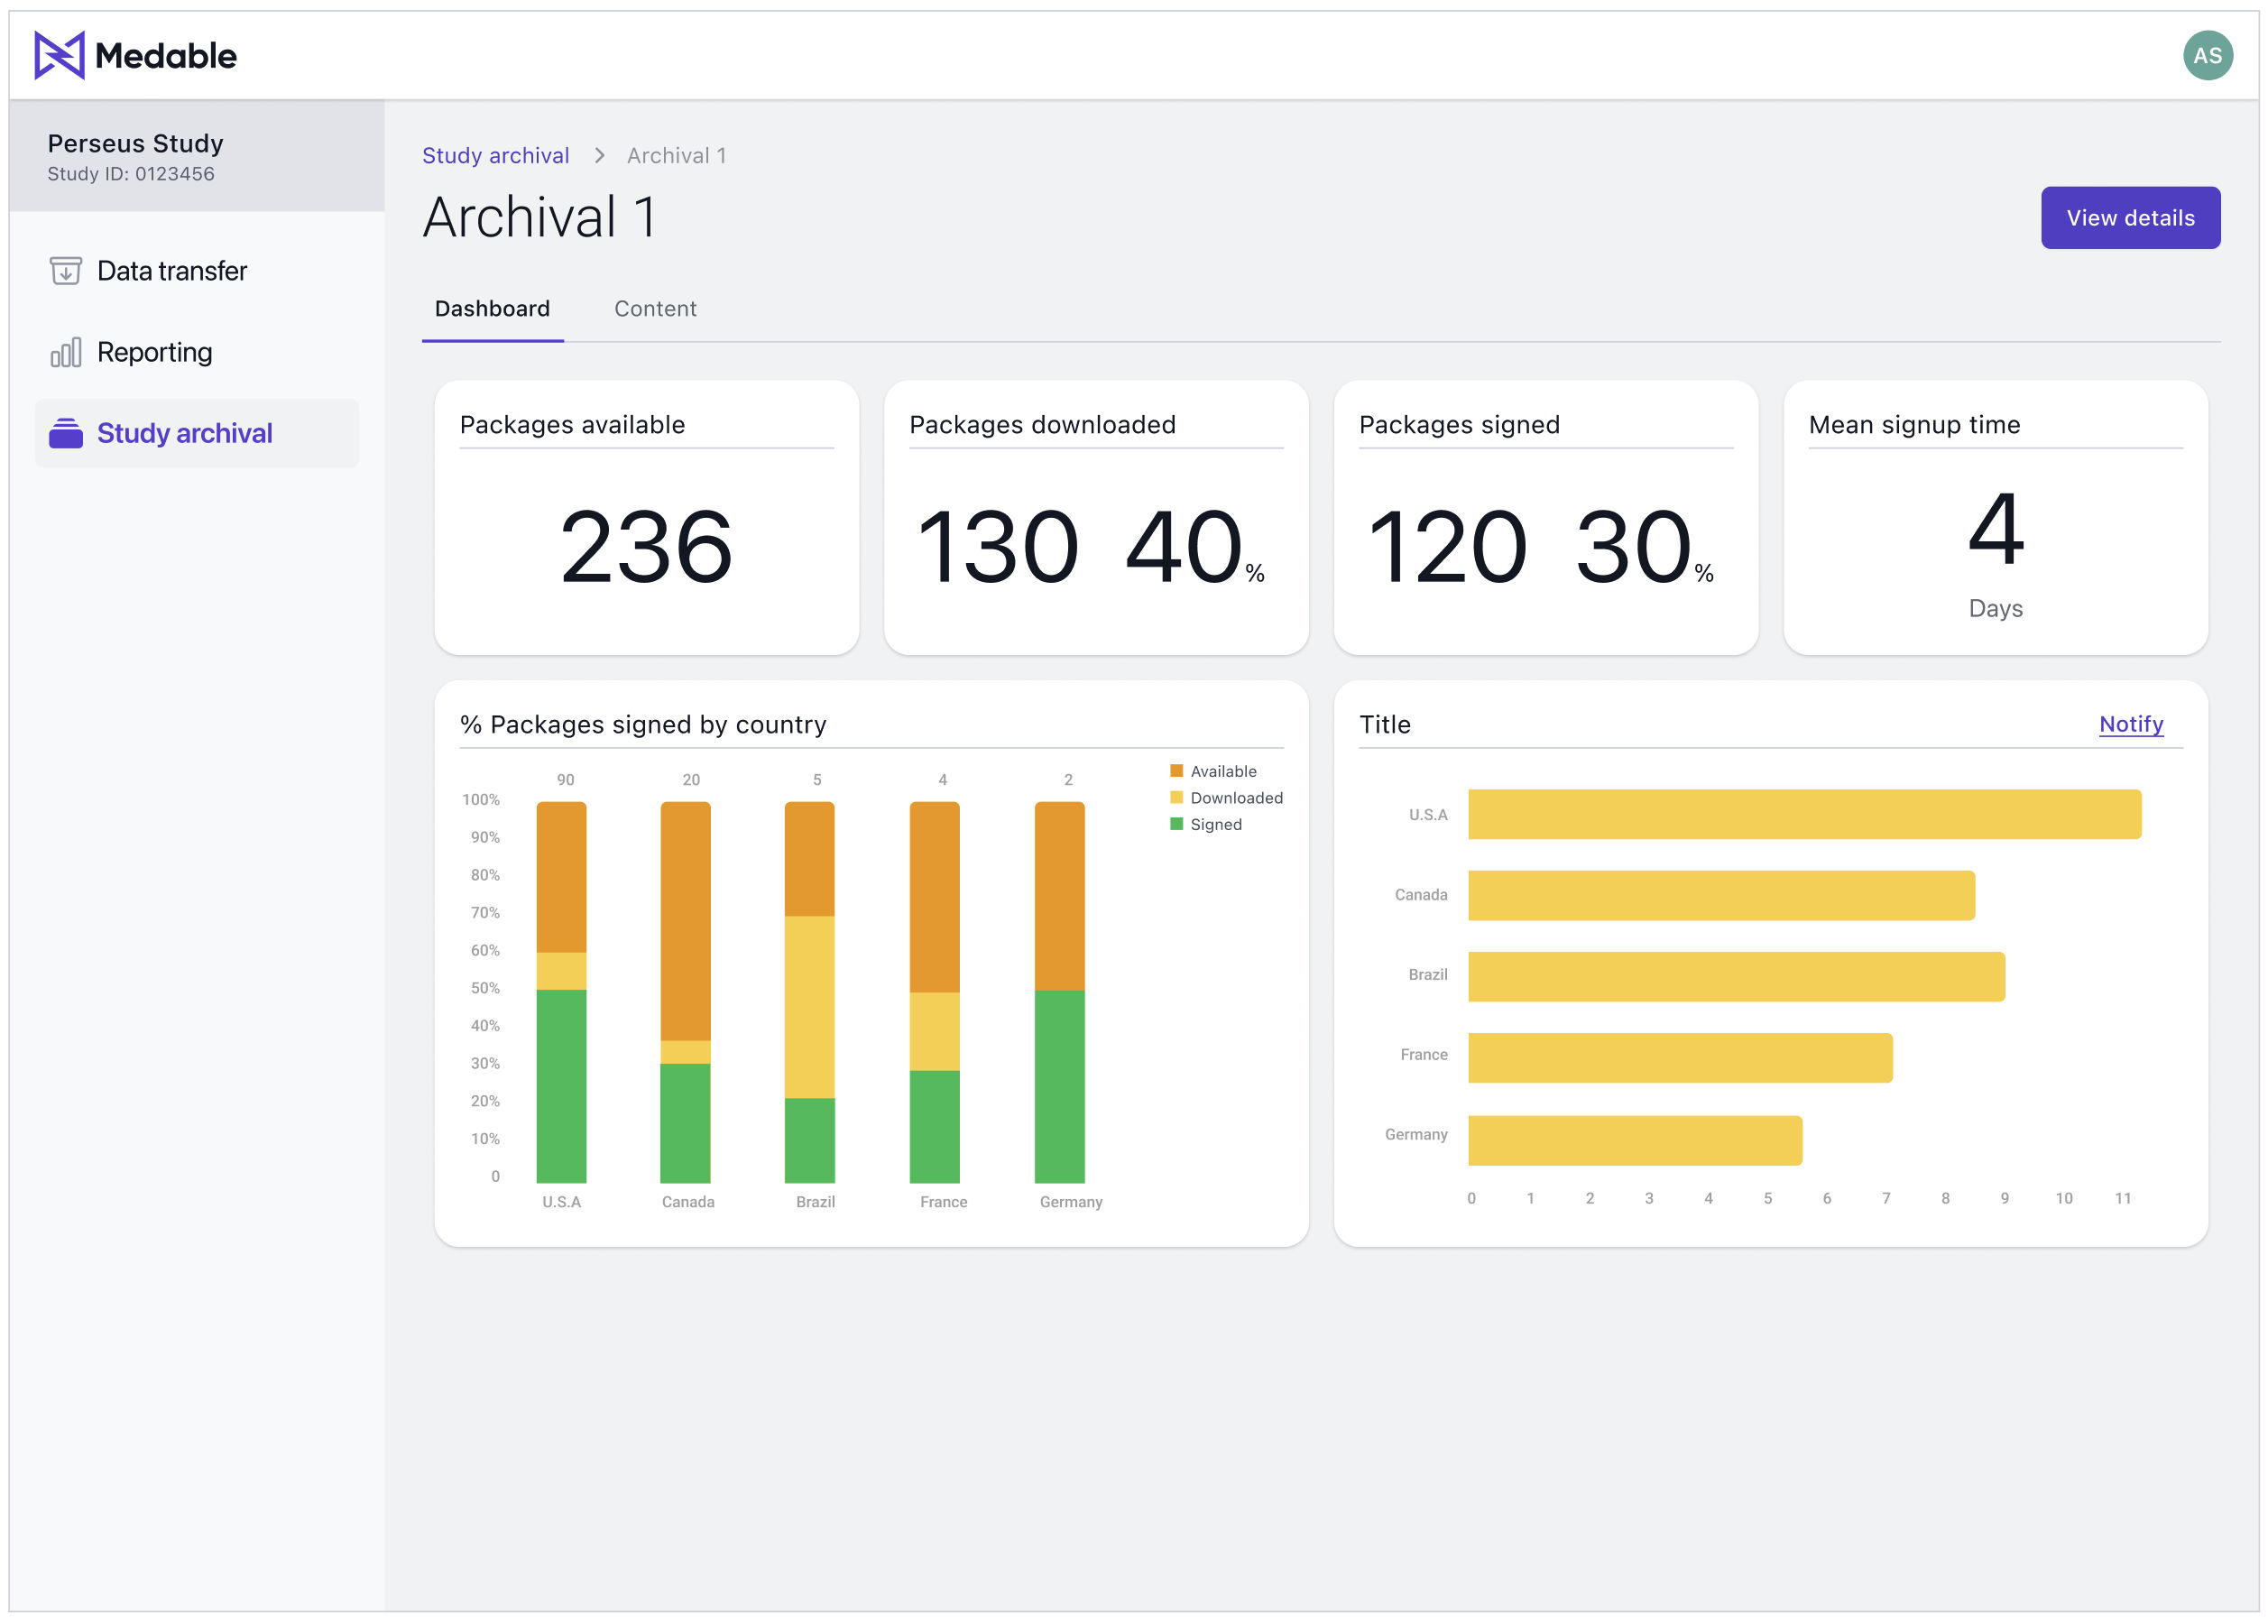 Medable
AS
Perseus Study
Study ID: 0123456
Data transfer
Reporting
Study archival
Study archival > Archival 1
Archival 1
View details
Dashboard Content
Packages available
236
Packages downloaded
130 40%
Packages signed
120 30%
Mean signup time
4
Days
% Packages signed by country
Available
Downloaded
Signed
90 20 5 4 2
100%
90%
80%
70%
60%
50%
40%
30%
20%
10%
0
U.S.A Canada Brazil France Germany
Title Notify
U.S.A
Canada
Brazil
France
Germany
0 1 2 3 4 5 6 7 8 9 10 11